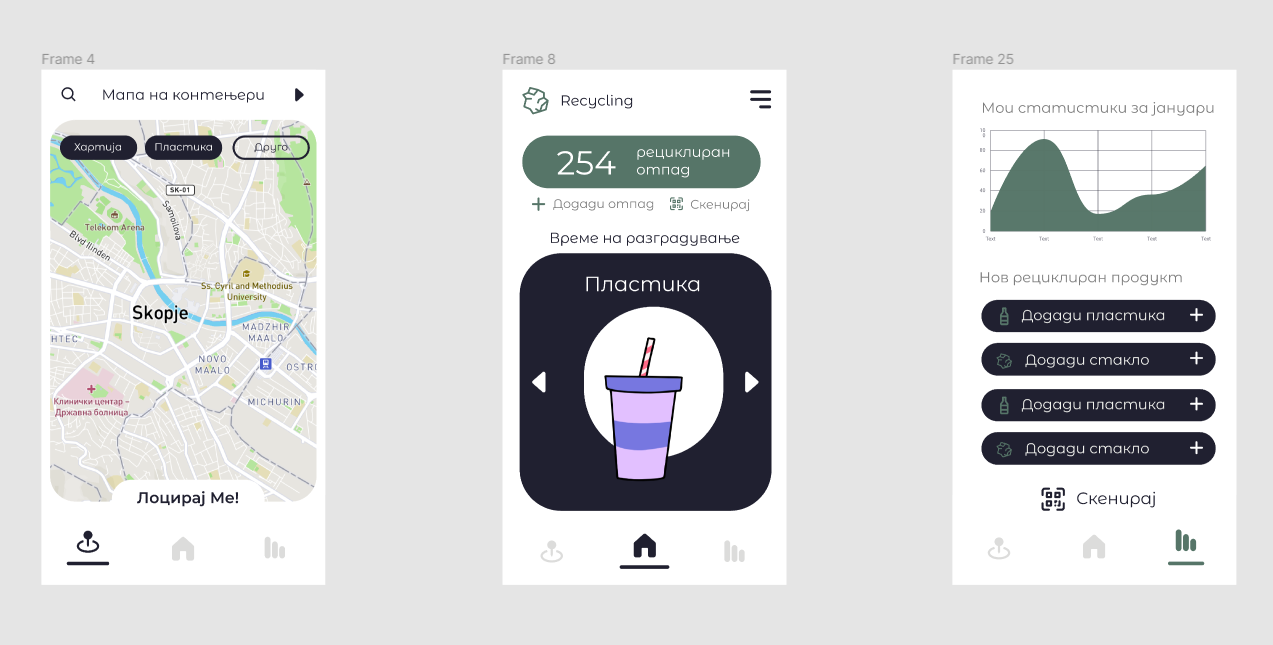 Frame 4
Мапа на контењери
Хартија
Пластика
Друго
SK-01
Samoilova
Telekom Arena
Blvd Ilinden
Ss. Cyril and Methodius
University
Skopje
MADZHIR
MAALO
НТЕС
NOVO
MAALO
OSTRI
MICHURIN
Клинички центар –
Државна болница
Лоцирај Ме!
Frame 8
Recycling
254
рециклиран
отпад
Додади отпад
Скенирај
Време на разградување
Пластика
Frame 25
Мои статистики за јануари
10
0
80
60
40
20
0
Text
Text
Text
Text
Text
Нов рециклиран продукт
Додади пластика
Додади стакло
Додади пластика
Додади стакло
Скенирај